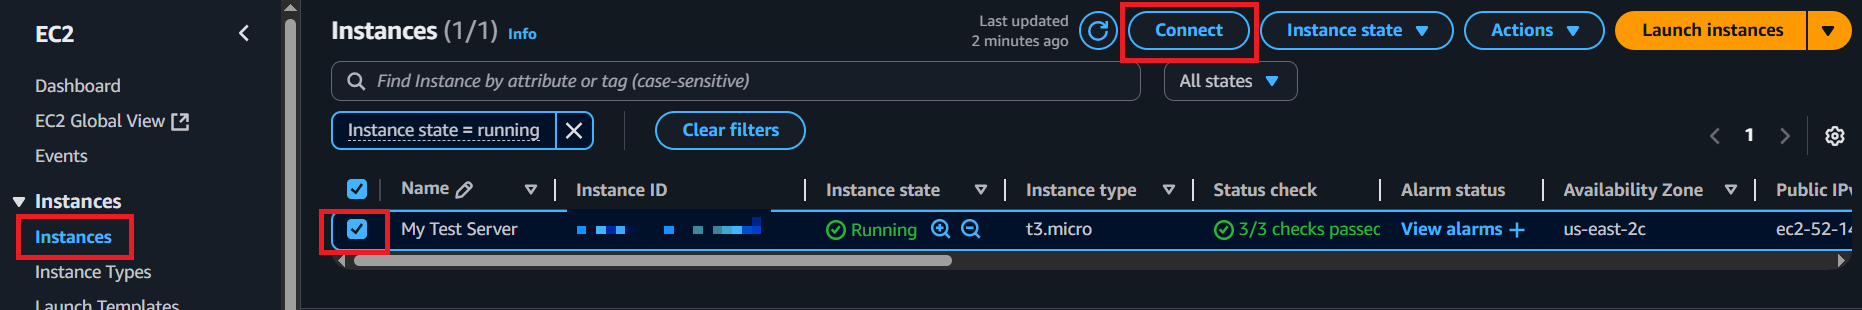 EC2
Dashboard
EC2 Global View
Events
Instances
Instances
Instance Types
Launch Templates
Instances (1/1) Info
Last updated
2 minutes ago
Connect
Instance state
Actions
Launch instances
Find Instance by attribute or tag (case-sensitive)
All states
Instance state = running
Clear filters
1
Name
Instance ID
Instance state
Instance type
Status check
Alarm status
Availability Zone
Public IPv
My Test Server
Running
t3.micro
3/3 checks passec
View alarms +
us-east-2c
ec2-52-14